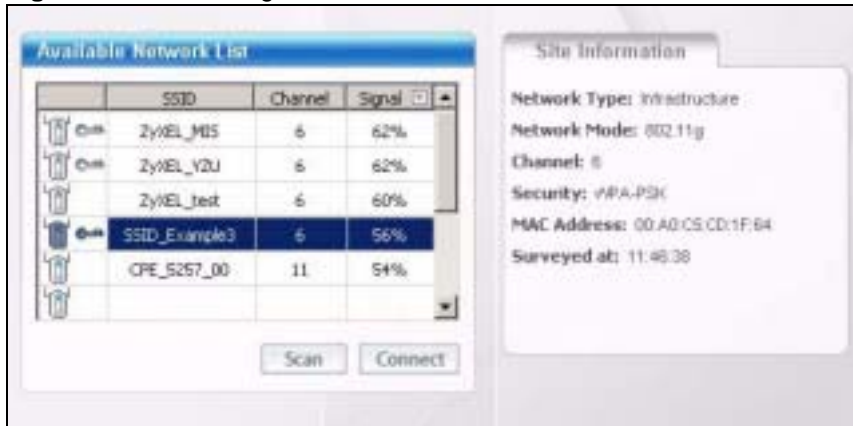 Available Network List
SSID Channel Signal
ZyXEL_MIS 6 62%
ZyXEL_YZU 6 62%
ZyXEL_test 6 60%
SSID_Example3 6 56%
CPE_5257_00 11 54%
Scan Connect
Site Information
Network Type: Infrastructure
Network Mode: 802.11g
Channel: 6
Security: WPA-PSK
MAC Address: 00:A0:C5:CD:1F:64
Surveyed at: 11:46:38